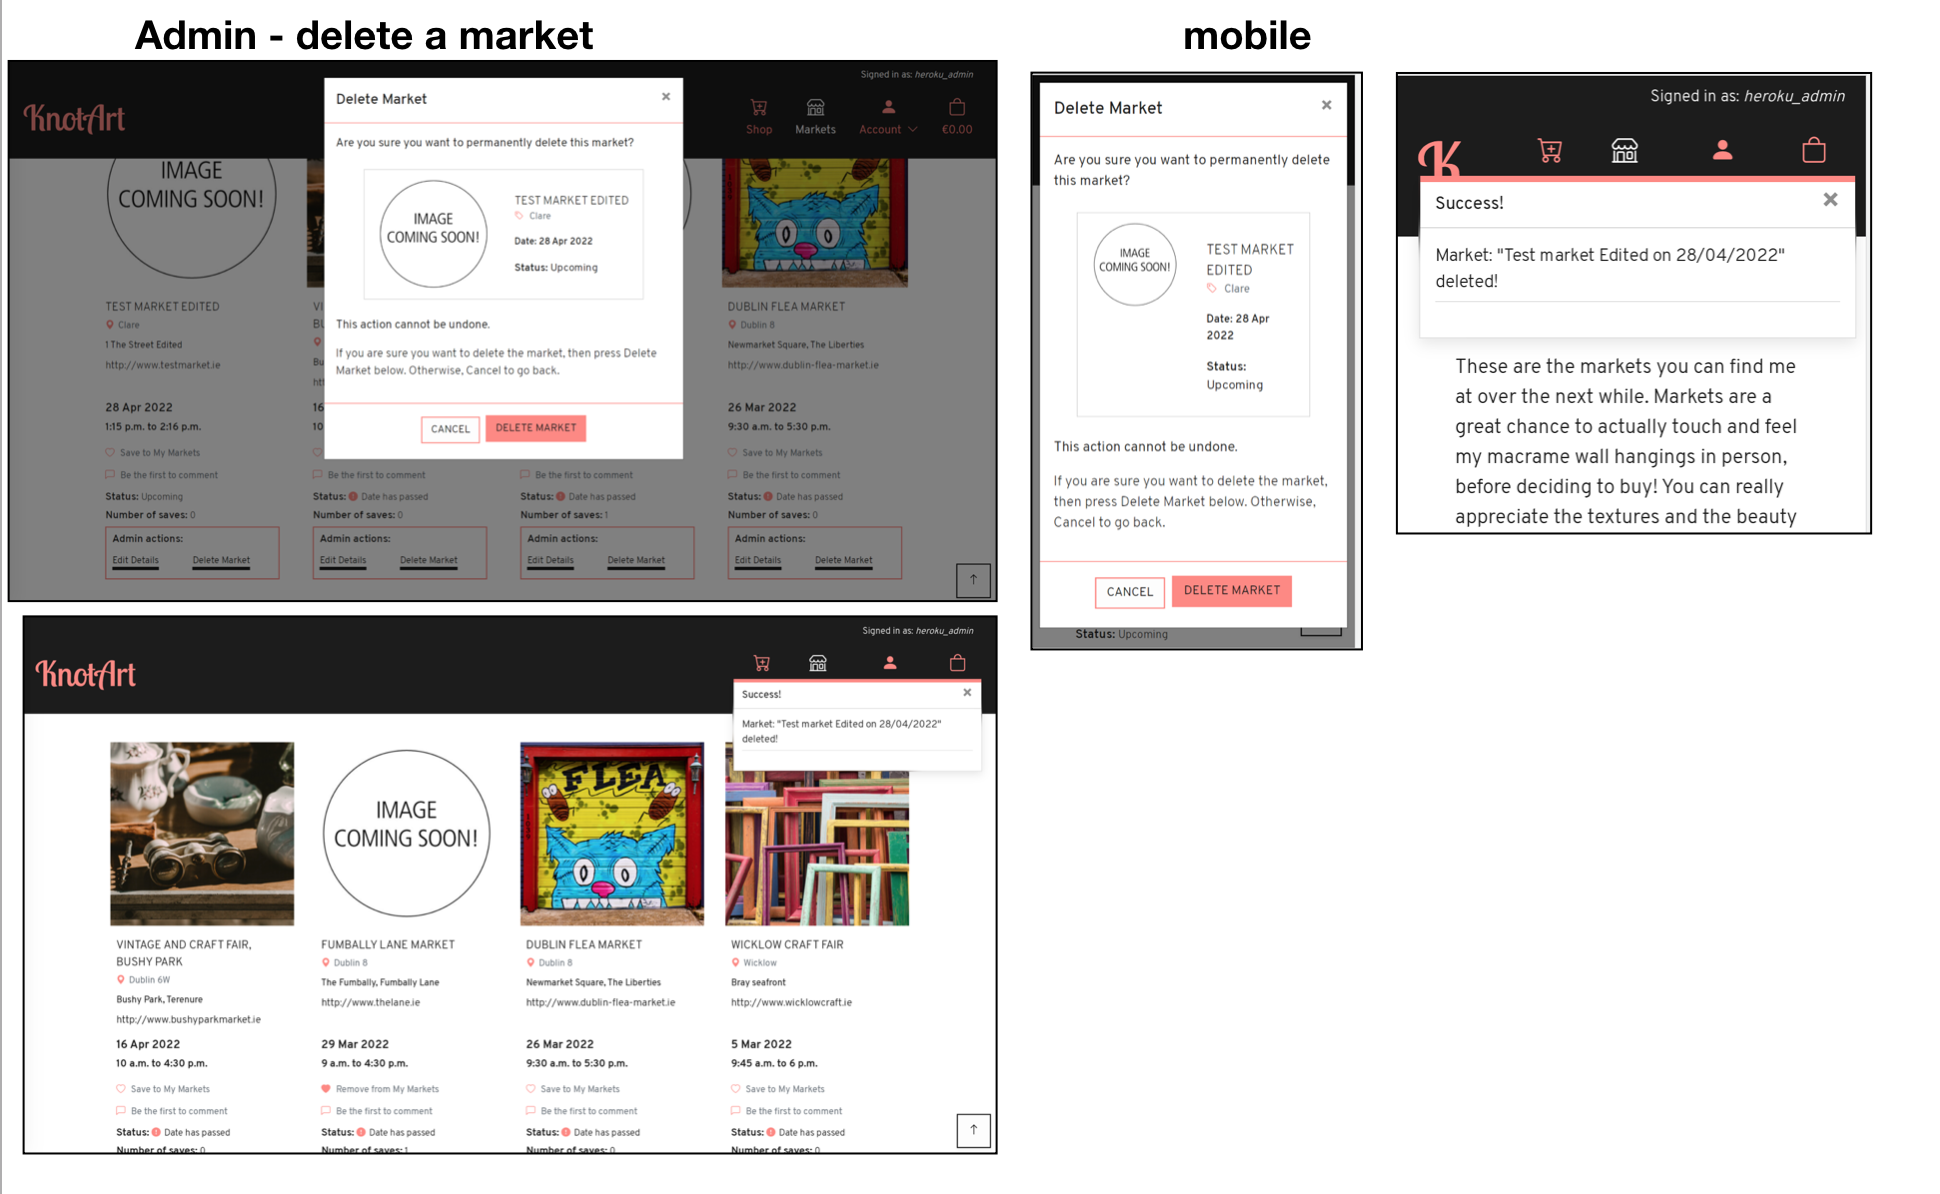 Admin - delete a market
mobile
Signed in as: heroku_admin
KnotArt
Shop
Markets
Account
€0.00
Delete Market
×
Are you sure you want to permanently delete this market?
IMAGE
COMING SOON!
TEST MARKET EDITED
Clare
Date: 28 Apr 2022
Status: Upcoming
This action cannot be undone.
If you are sure you want to delete the market, then press Delete
Market below. Otherwise, Cancel to go back.
CANCEL
DELETE MARKET
IMAGE
COMING SOON!
TEST MARKET EDITED
Clare
1 The Street Edited
http://www.testmarket.ie
28 Apr 2022
1:15 p.m. to 2:16 p.m.
Save to My Markets
Be the first to comment
Status: Upcoming
Number of saves: 0
Admin actions:
Edit Details
Delete Market
VI
BU
Bu
htt
16
10
Be the first to comment
Status: Date has passed
Number of saves: 0
Admin actions:
Edit Details
Delete Market
Be the first to comment
Status: Date has passed
Number of saves: 1
Admin actions:
Edit Details
Delete Market
DUBLIN FLEA MARKET
Dublin 8
Newmarket Square, The Liberties
http://www.dublin-flea-market.ie
26 Mar 2022
9:30 a.m. to 5:30 p.m.
Save to My Markets
Be the first to comment
Status: Date has passed
Number of saves: 0
Admin actions:
Edit Details
Delete Market
Delete Market
×
Are you sure you want to permanently delete
this market?
IMAGE
COMING SOON!
TEST MARKET
EDITED
Clare
Date: 28 Apr
2022
Status:
Upcoming
This action cannot be undone.
If you are sure you want to delete the market,
then press Delete Market below. Otherwise,
Cancel to go back.
CANCEL
DELETE MARKET
Status: Upcoming
Signed in as: heroku_admin
K
Success!
×
Market: "Test market Edited on 28/04/2022"
deleted!
These are the markets you can find me
at over the next while. Markets are a
great chance to actually touch and feel
my macrame wall hangings in person,
before deciding to buy! You can really
appreciate the textures and the beauty
Signed in as: heroku_admin
KnotArt
Success!
×
Market: "Test market Edited on 28/04/2022"
deleted!
VINTAGE AND CRAFT FAIR,
BUSHY PARK
Dublin 6W
Bushy Park, Terenure
http://www.bushyparkmarket.ie
16 Apr 2022
10 a.m. to 4:30 p.m.
Save to My Markets
Be the first to comment
Status: Date has passed
Number of saves: 0
IMAGE
COMING SOON!
FUMBALLY LANE MARKET
Dublin 8
The Fumbally, Fumbally Lane
http://www.thelane.ie
29 Mar 2022
9 a.m. to 4:30 p.m.
Remove from My Markets
Be the first to comment
Status: Date has passed
Number of saves: 1
FLEA
DUBLIN FLEA MARKET
Dublin 8
Newmarket Square, The Liberties
http://www.dublin-flea-market.ie
26 Mar 2022
9:30 a.m. to 5:30 p.m.
Save to My Markets
Be the first to comment
Status: Date has passed
Number of saves: 0
WICKLOW CRAFT FAIR
Wicklow
Bray seafront
http://www.wicklowcraft.ie
5 Mar 2022
9:45 a.m. to 6 p.m.
Save to My Markets
Be the first to comment
Status: Date has passed
Number of saves: 0